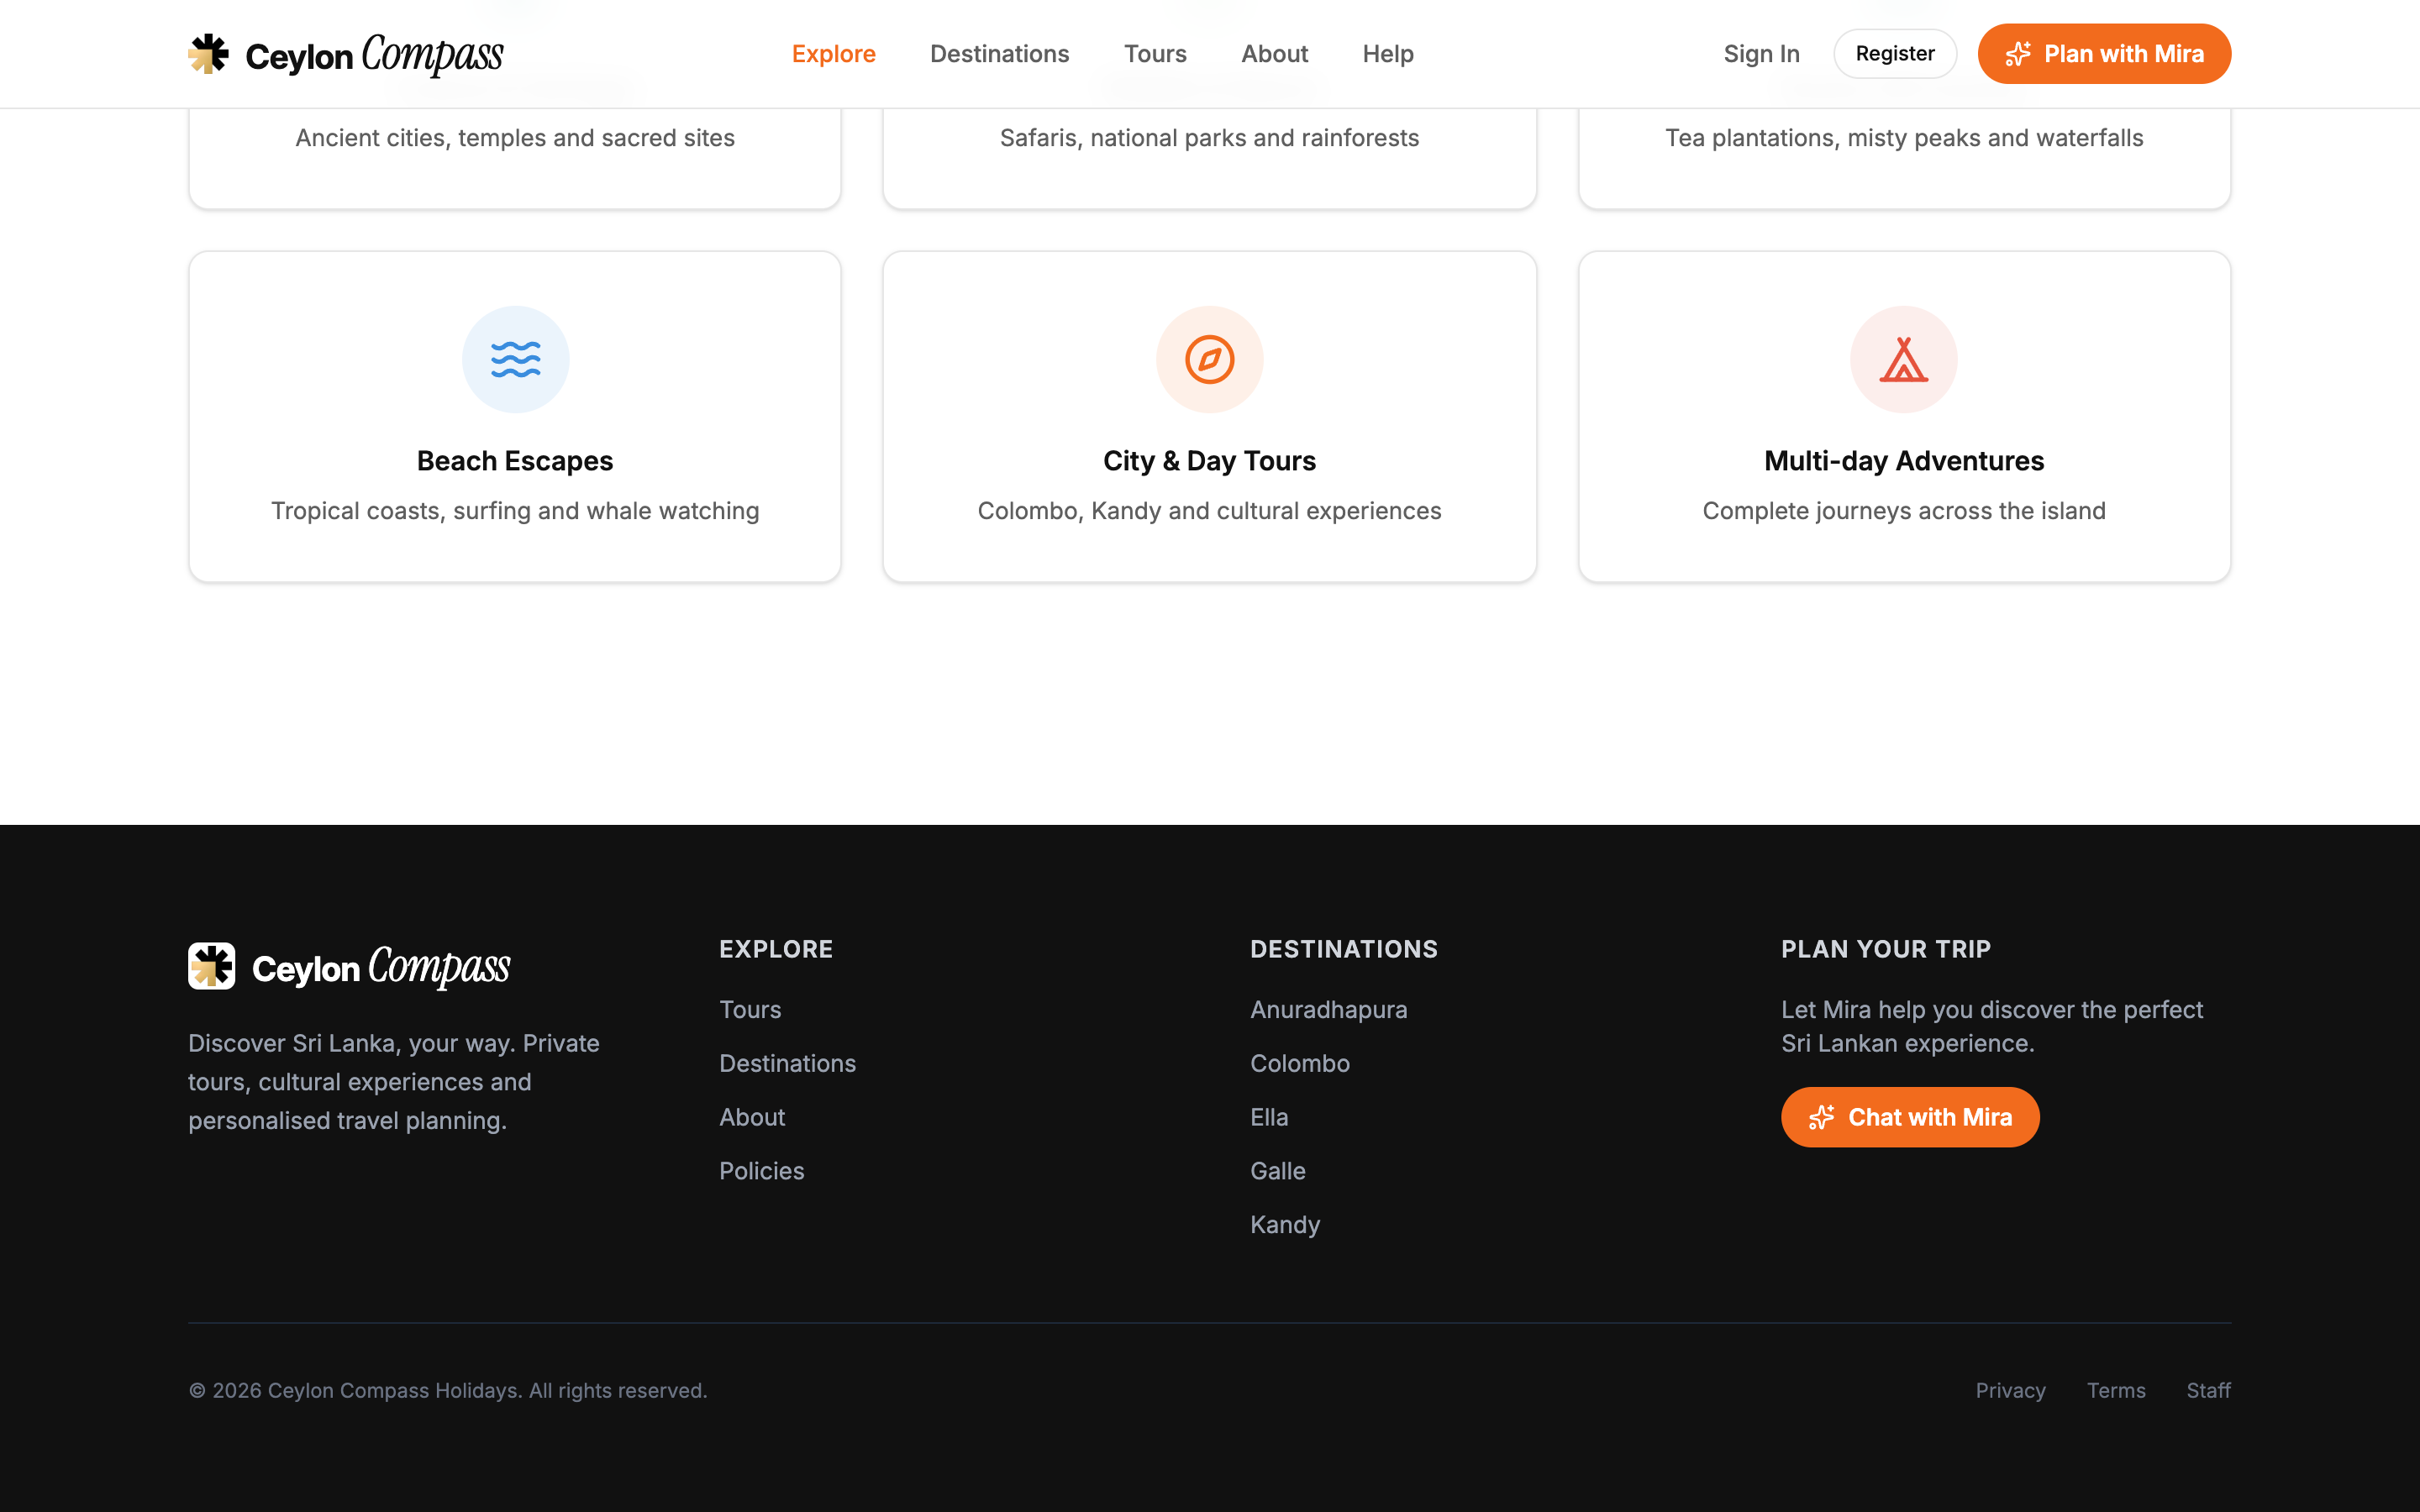 Ceylon Compass
Explore
Destinations
Tours
About
Help
Sign In
Register
Plan with Mira
Ancient cities, temples and sacred sites
Safaris, national parks and rainforests
Tea plantations, misty peaks and waterfalls
Beach Escapes
Tropical coasts, surfing and whale watching
City & Day Tours
Colombo, Kandy and cultural experiences
Multi-day Adventures
Complete journeys across the island
Ceylon Compass
Discover Sri Lanka, your way. Private
tours, cultural experiences and
personalised travel planning.
EXPLORE
Tours
Destinations
About
Policies
DESTINATIONS
Anuradhapura
Colombo
Ella
Galle
Kandy
PLAN YOUR TRIP
Let Mira help you discover the perfect
Sri Lankan experience.
Chat with Mira
© 2026 Ceylon Compass Holidays. All rights reserved.
Privacy
Terms
Staff